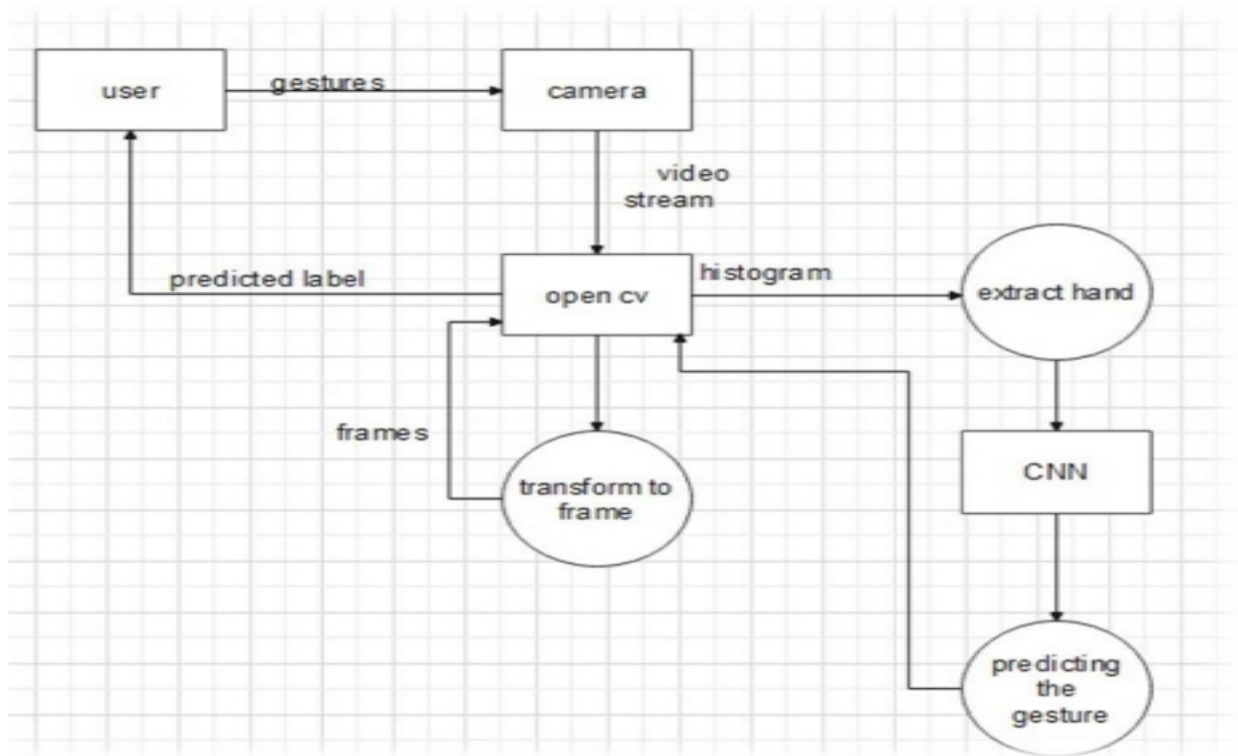 user
gestures
camera
video
stream
predicted label
open cv
histogram
extract hand
frames
transform to
frame
CNN
predicting
the
gesture